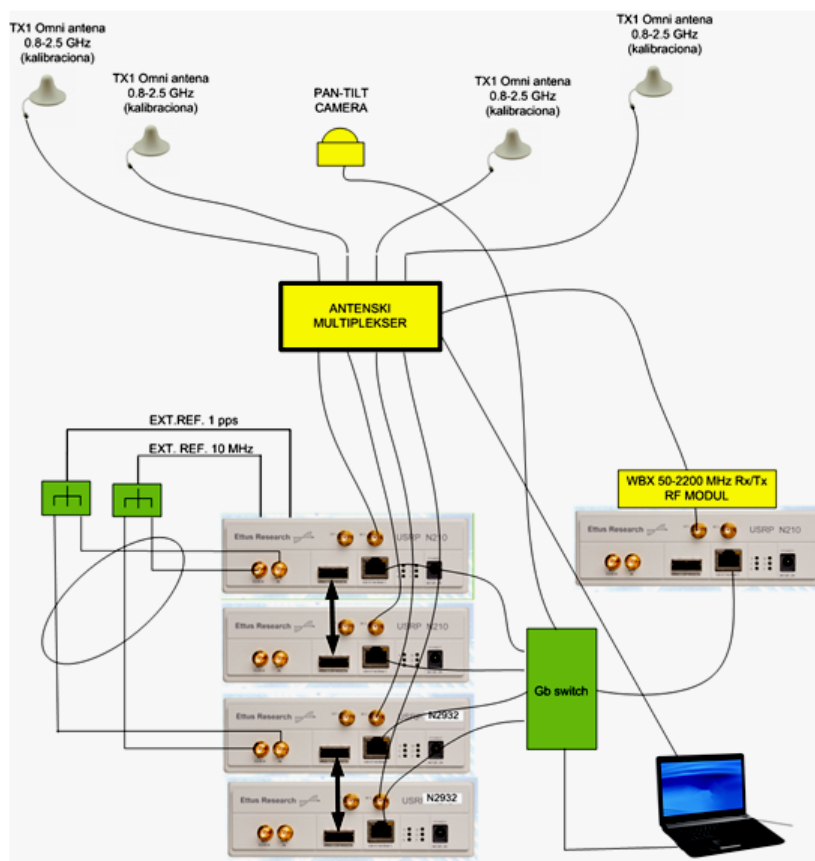 TX1 Omni antena
0.8-2.5 GHz
(kalibraciona)
TX1 Omni antena
0.8-2.5 GHz
(kalibraciona)
PAN-TILT
CAMERA
TX1 Omni antena
0.8-2.5 GHz
(kalibraciona)
TX1 Omni antena
0.8-2.5 GHz
(kalibraciona)
ANTENSKI
MULTIPLEKSER
EXT.REF. 1 pps
EXT. REF. 10 MHz
WBX 50-2200 MHz Rx/Tx
RF MODUL
Ettus Research
USRP N210
Ettus Research
USRP N210
Ettus Research
USRP N210
Ettus Research
USRP N2932
Ettus Research
USRP N2932
Gb switch